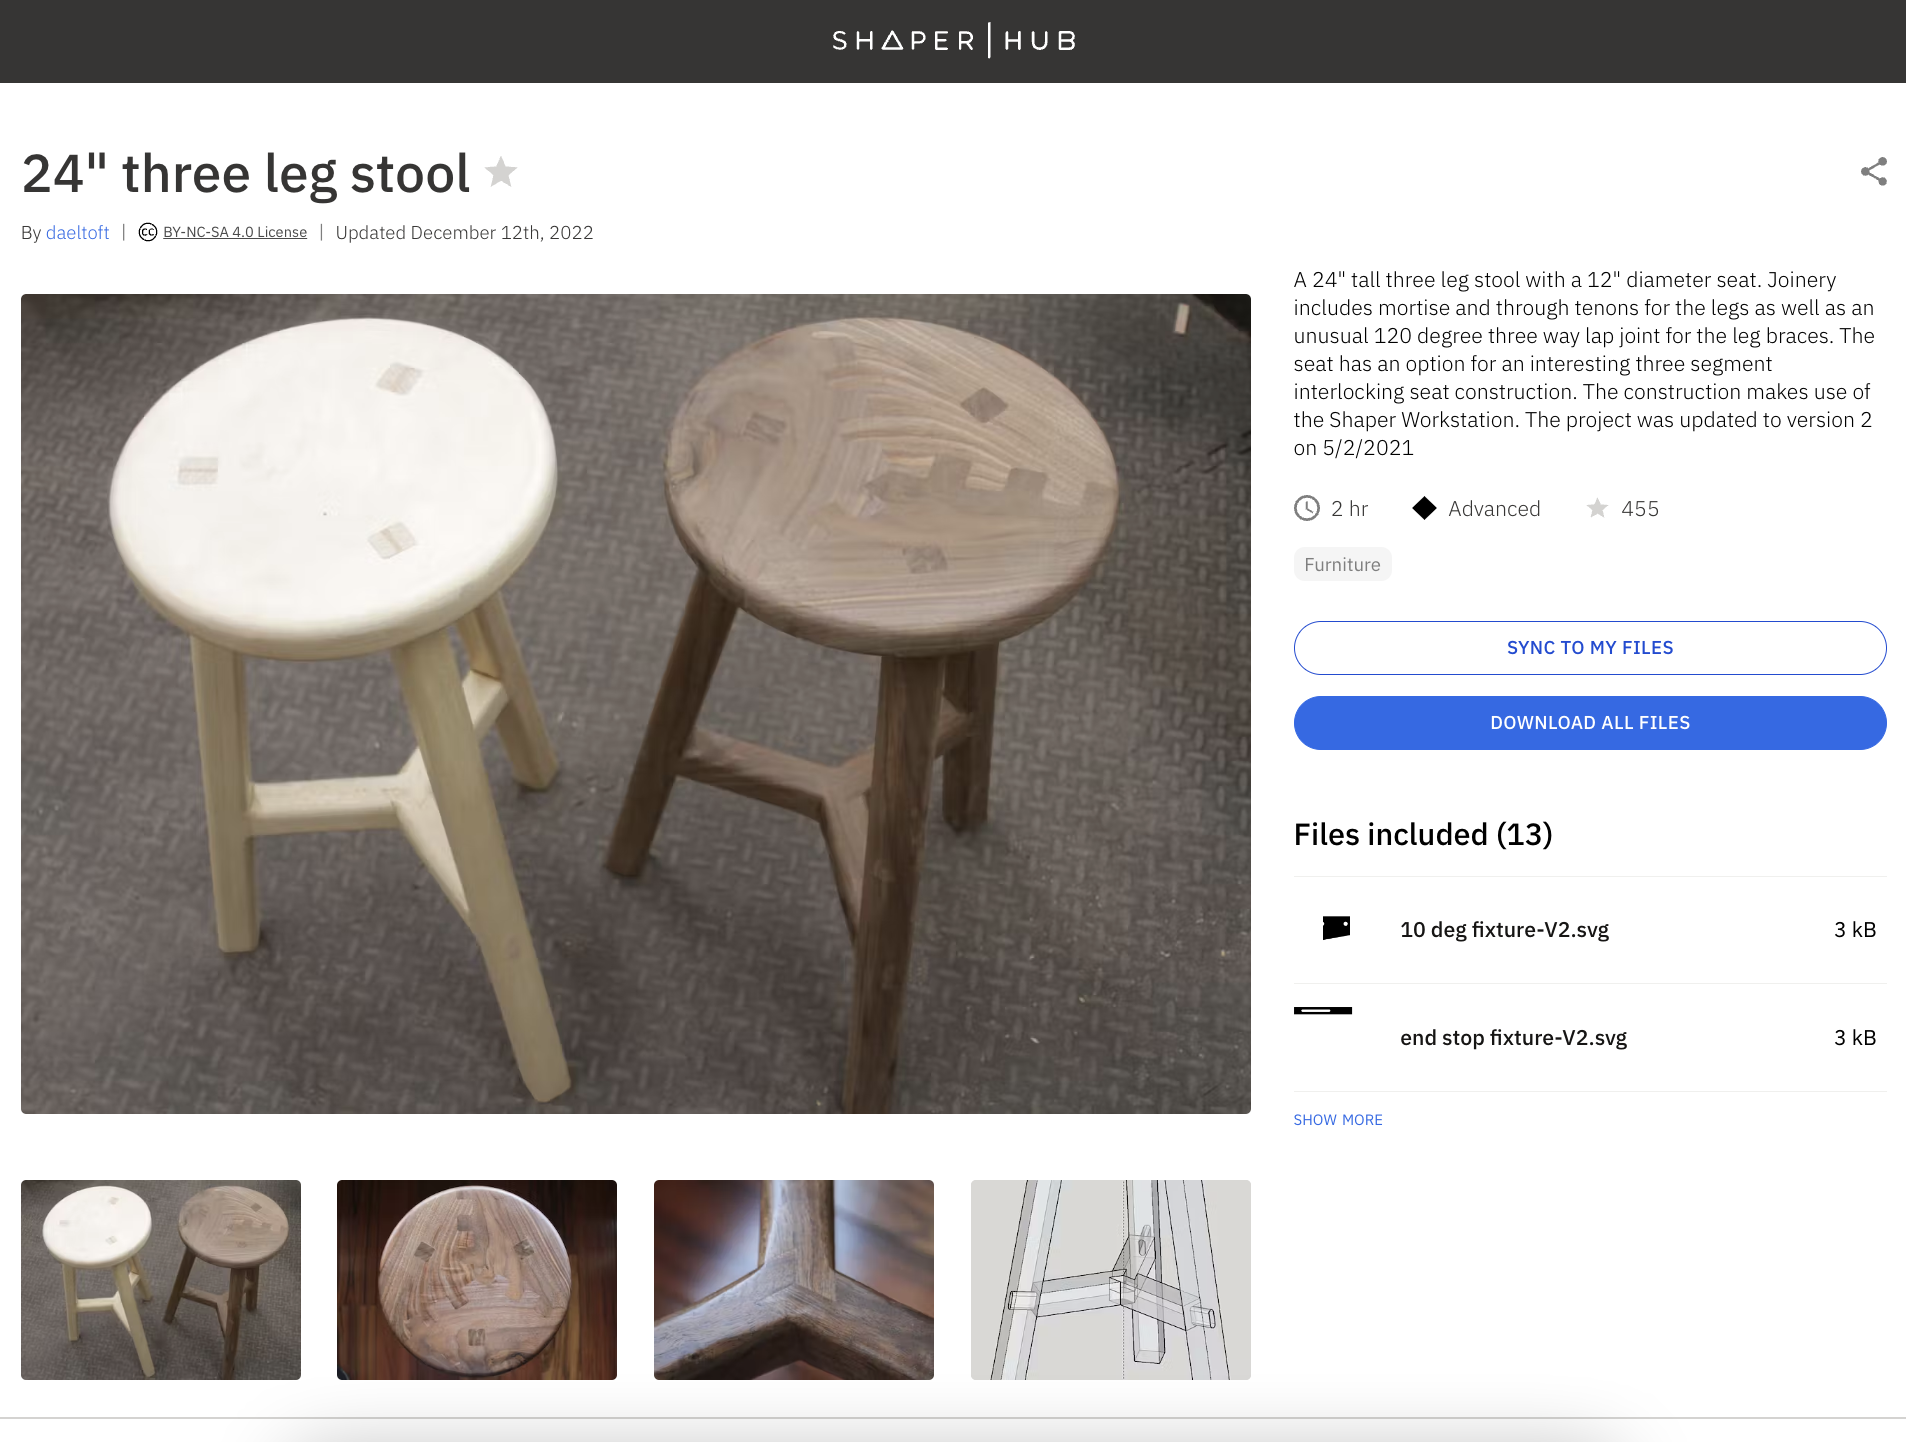 SHAPER | HUB
24" three leg stool
By daeltoft | cc BY-NC-SA 4.0 License | Updated December 12th, 2022
A 24" tall three leg stool with a 12" diameter seat. Joinery
includes mortise and through tenons for the legs as well as an
unusual 120 degree three way lap joint for the leg braces. The
seat has an option for an interesting three segment
interlocking seat construction. The construction makes use of
the Shaper Workstation. The project was updated to version 2
on 5/2/2021
2 hr Advanced 455
Furniture
SYNC TO MY FILES
DOWNLOAD ALL FILES
Files included (13)
10 deg fixture-V2.svg 3 kB
end stop fixture-V2.svg 3 kB
SHOW MORE